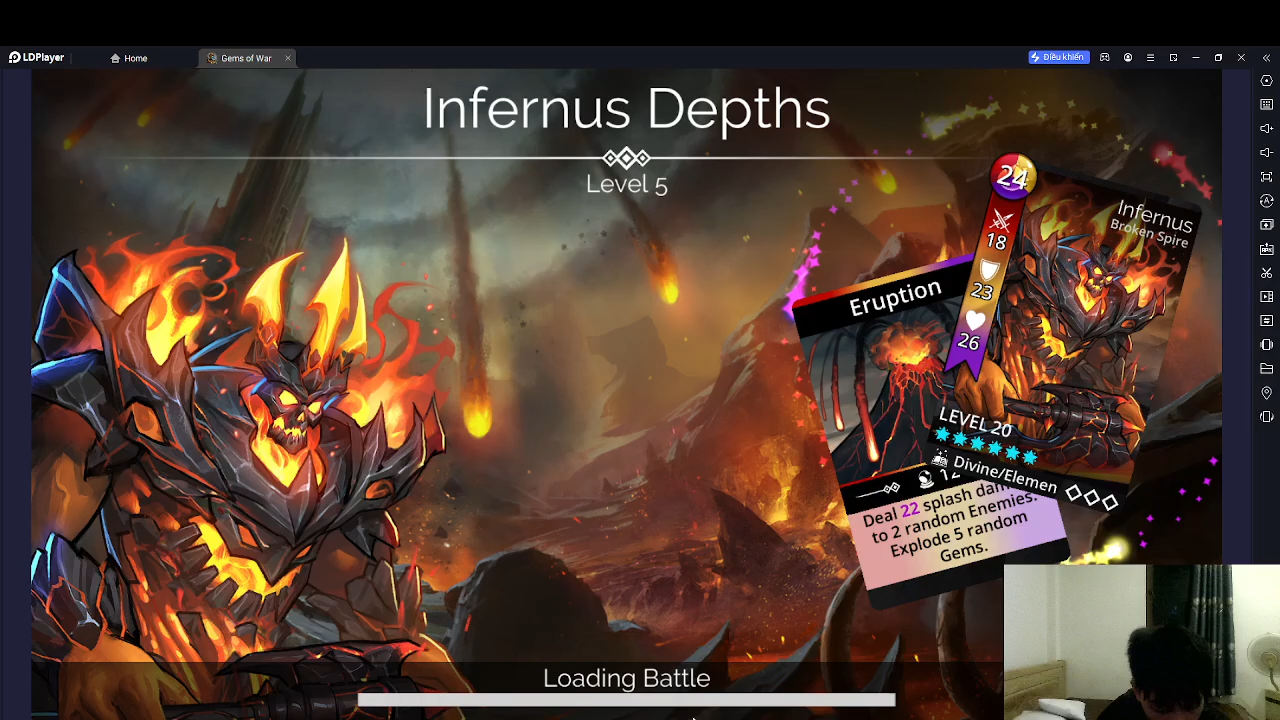 LDPlayer
Home
Gems of War
Điều khiển
Infernus Depths
Level 5
24
Infernus
Broken Spire
18
23
26
Eruption
LEVEL 20
Divine/Elemen
Deal 22 splash dam
to 2 random Enemies.
Explode 5 random
Gems.
Loading Battle